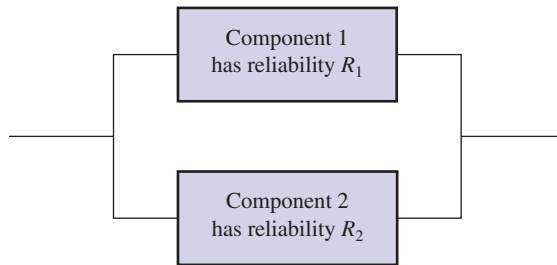 Component 1
has reliability R₁
Component 2
has reliability R₂